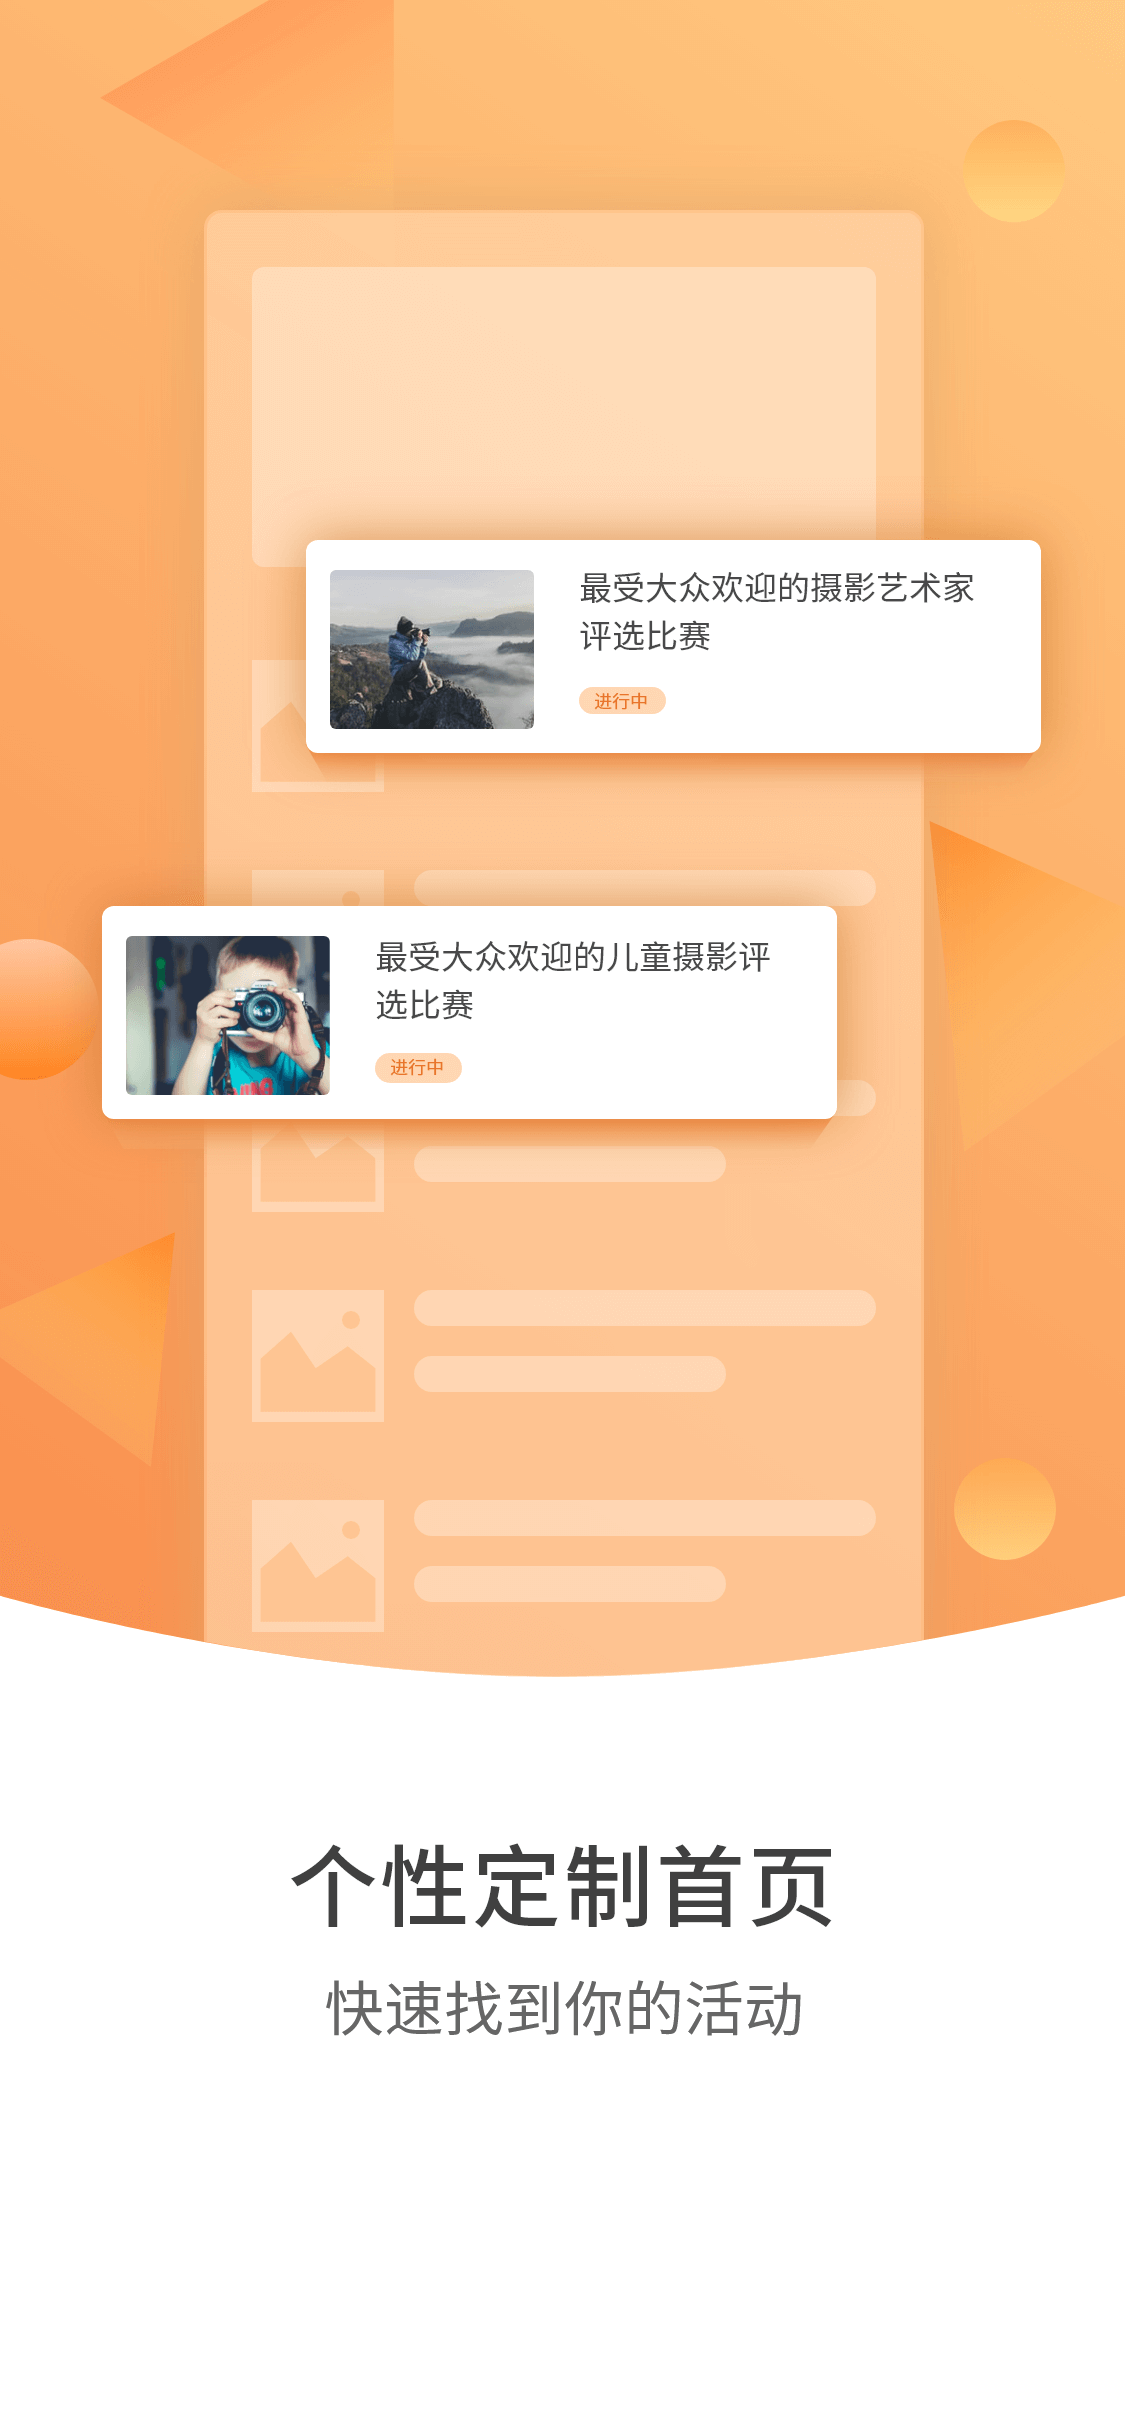 最受大众欢迎的摄影艺术家
评选比赛
进行中
最受大众欢迎的儿童摄影评
选比赛
进行中
个性定制首页
快速找到你的活动